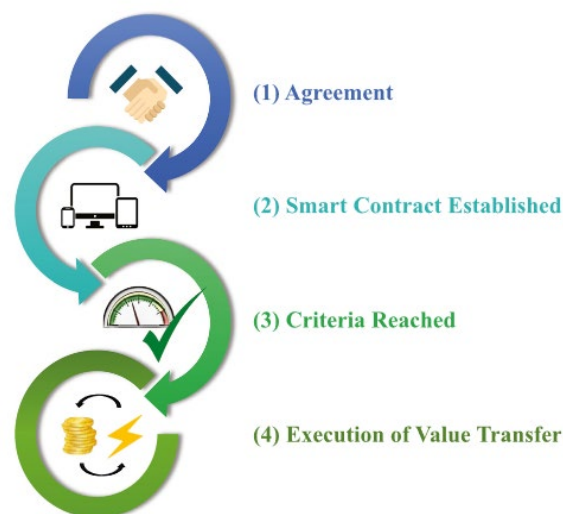 (1) Agreement
(2) Smart Contract Established
(3) Criteria Reached
(4) Execution of Value Transfer